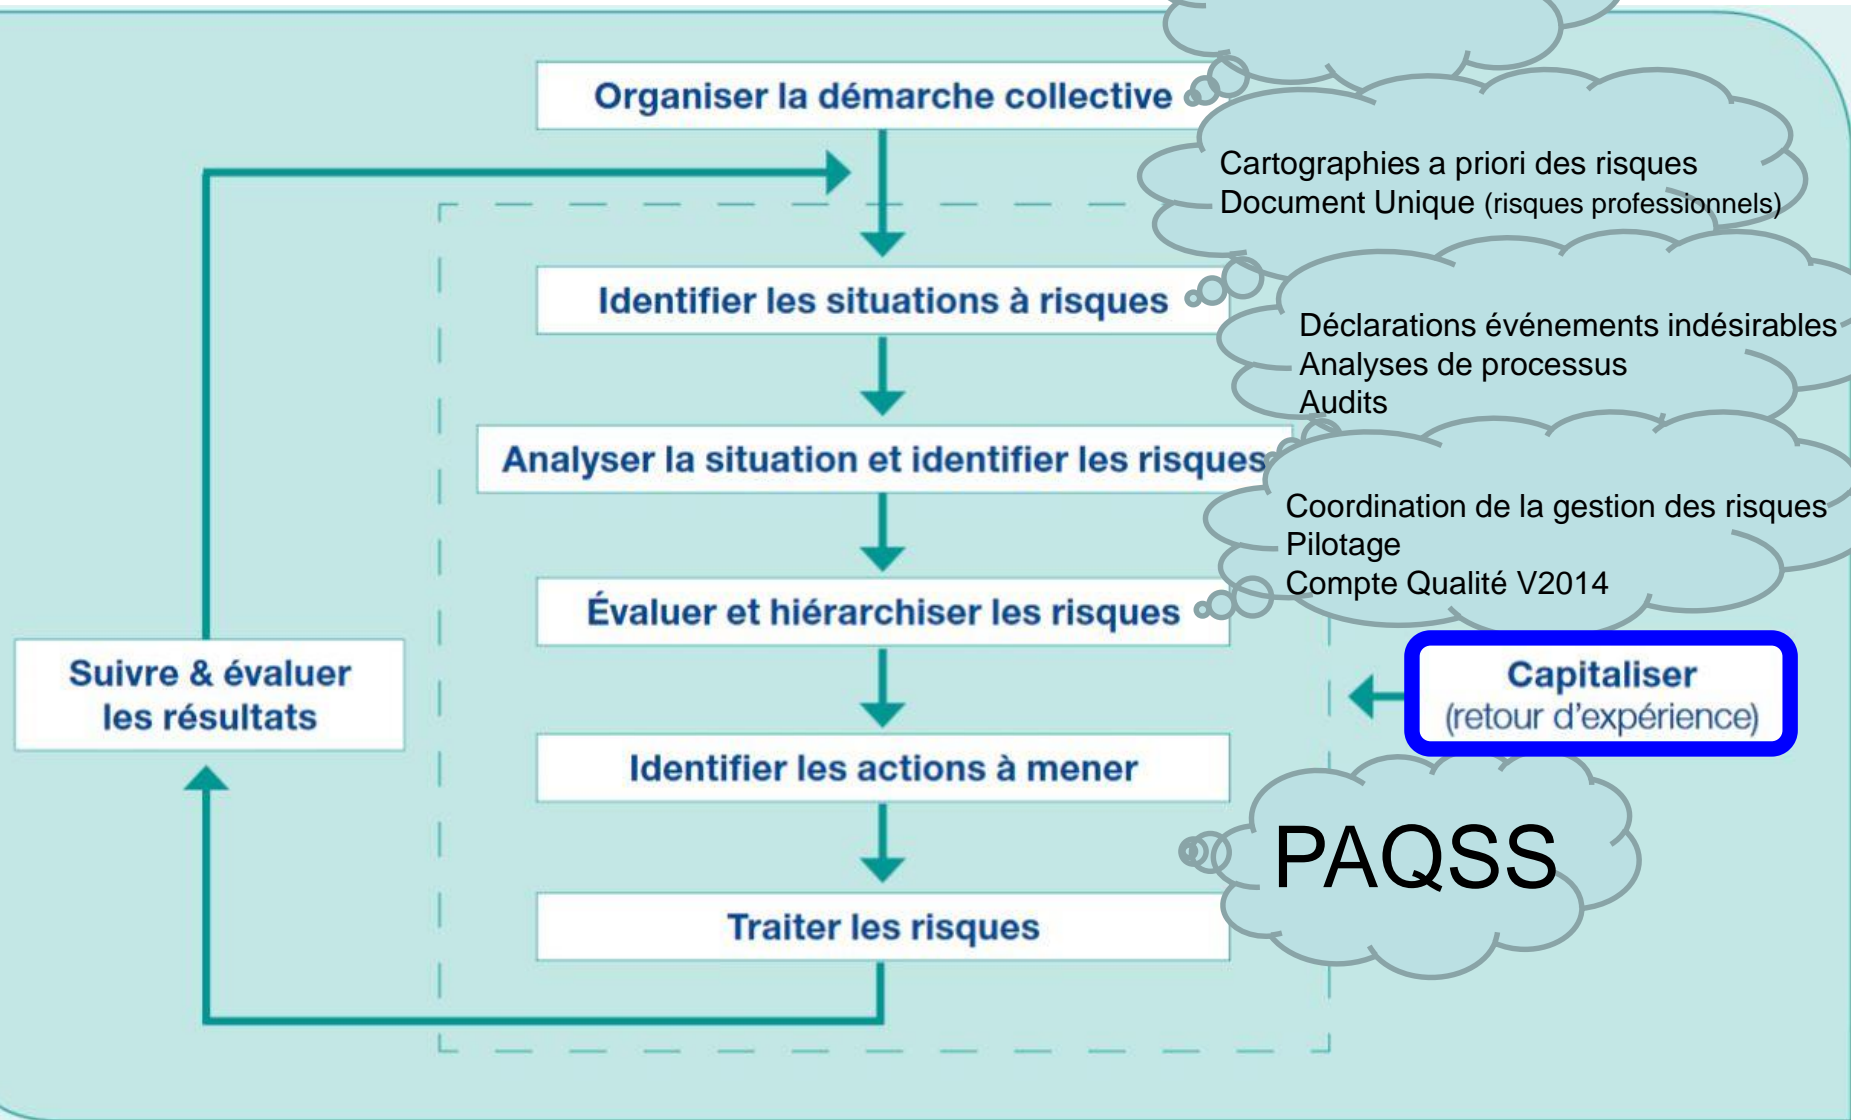 Organiser la démarche collective
Cartographies a priori des risques
Document Unique (risques professionnels)
Identifier les situations à risques
Déclarations événements indésirables
Analyses de processus
Audits
Analyser la situation et identifier les risques
Coordination de la gestion des risques
Pilotage
Compte Qualité V2014
Évaluer et hiérarchiser les risques
Suivre & évaluer
les résultats
Capitaliser
(retour d'expérience)
Identifier les actions à mener
PAQSS
Traiter les risques